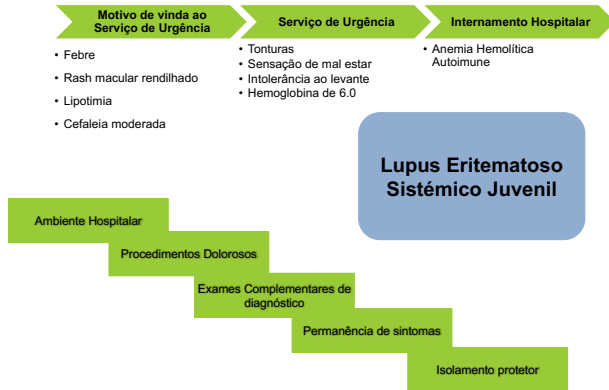 Motivo de vinda ao
Serviço de Urgência
• Febre
• Rash macular rendilhado
• Lipotimia
• Cefaleia moderada
Serviço de Urgência
• Tonturas
• Sensação de mal estar
• Intolerância ao levante
• Hemoglobina de 6.0
Internamento Hospitalar
• Anemia Hemolítica
Autoimune
Lupus Eritematoso
Sistémico Juvenil
Ambiente Hospitalar
Procedimentos Dolorosos
Exames Complementares de
diagnóstico
Permanência de sintomas
Isolamento protetor